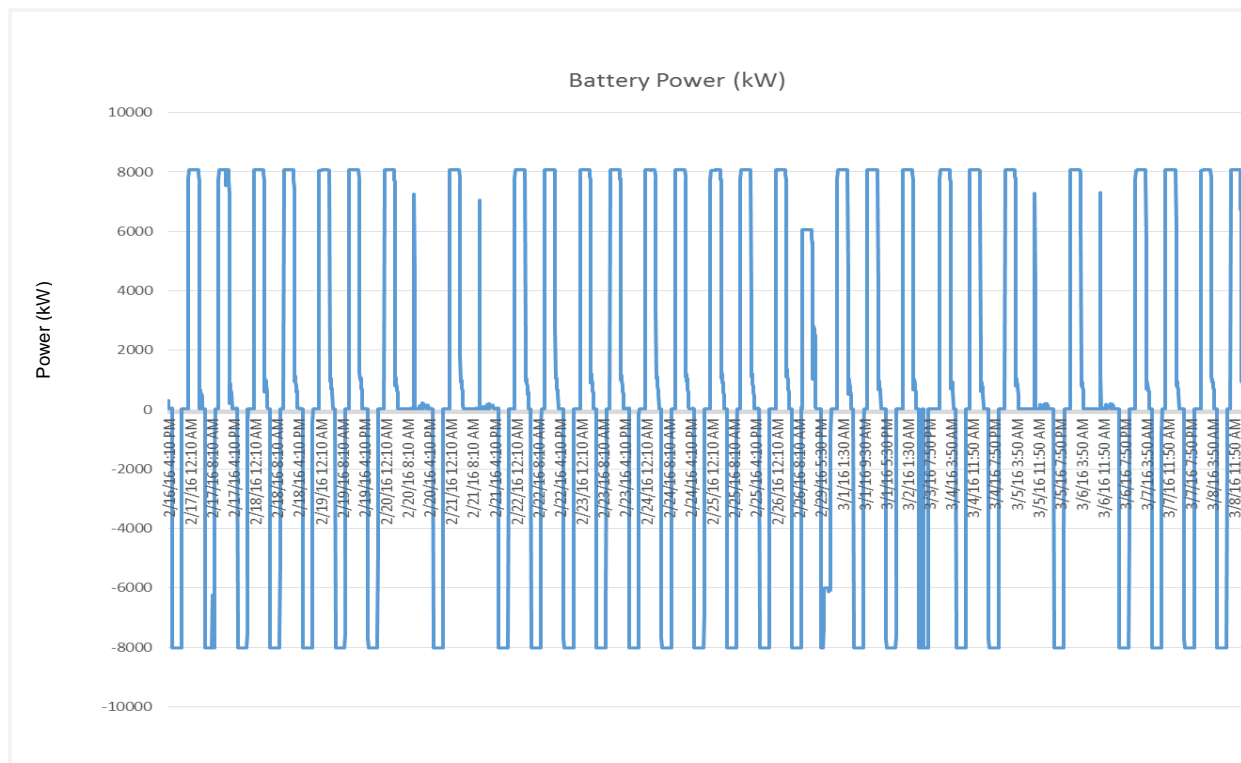 Battery Power (kW)
Power (kW)
10000
8000
6000
4000
2000
0
-2000
-4000
-6000
-8000
-10000
2/16/16 4:10 PM
2/17/16 12:10 AM
2/17/16 8:10 AM
2/17/16 4:10 PM
2/18/16 12:10 AM
2/18/16 8:10 AM
2/18/16 4:10 PM
2/19/16 12:10 AM
2/19/16 8:10 AM
2/19/16 4:10 PM
2/20/16 12:10 AM
2/20/16 8:10 AM
2/20/16 4:10 PM
2/21/16 12:10 AM
2/21/16 8:10 AM
2/21/16 4:10 PM
2/22/16 12:10 AM
2/22/16 8:10 AM
2/22/16 4:10 PM
2/23/16 12:10 AM
2/23/16 8:10 AM
2/23/16 4:10 PM
2/24/16 12:10 AM
2/24/16 8:10 AM
2/24/16 4:10 PM
2/25/16 12:10 AM
2/25/16 8:10 AM
2/25/16 4:10 PM
2/26/16 12:10 AM
2/26/16 8:10 AM
2/29/16 5:30 PM
3/1/16 1:30 AM
3/1/16 9:30 AM
3/1/16 5:30 PM
3/2/16 1:30 AM
3/3/16 7:50 PM
3/4/16 3:50 AM
3/4/16 11:50 AM
3/4/16 7:50 PM
3/5/16 3:50 AM
3/5/16 11:50 AM
3/5/16 7:50 PM
3/6/16 3:50 AM
3/6/16 11:50 AM
3/6/16 7:50 PM
3/7/16 3:50 AM
3/7/16 11:50 AM
3/7/16 7:50 PM
3/8/16 3:50 AM
3/8/16 11:50 AM